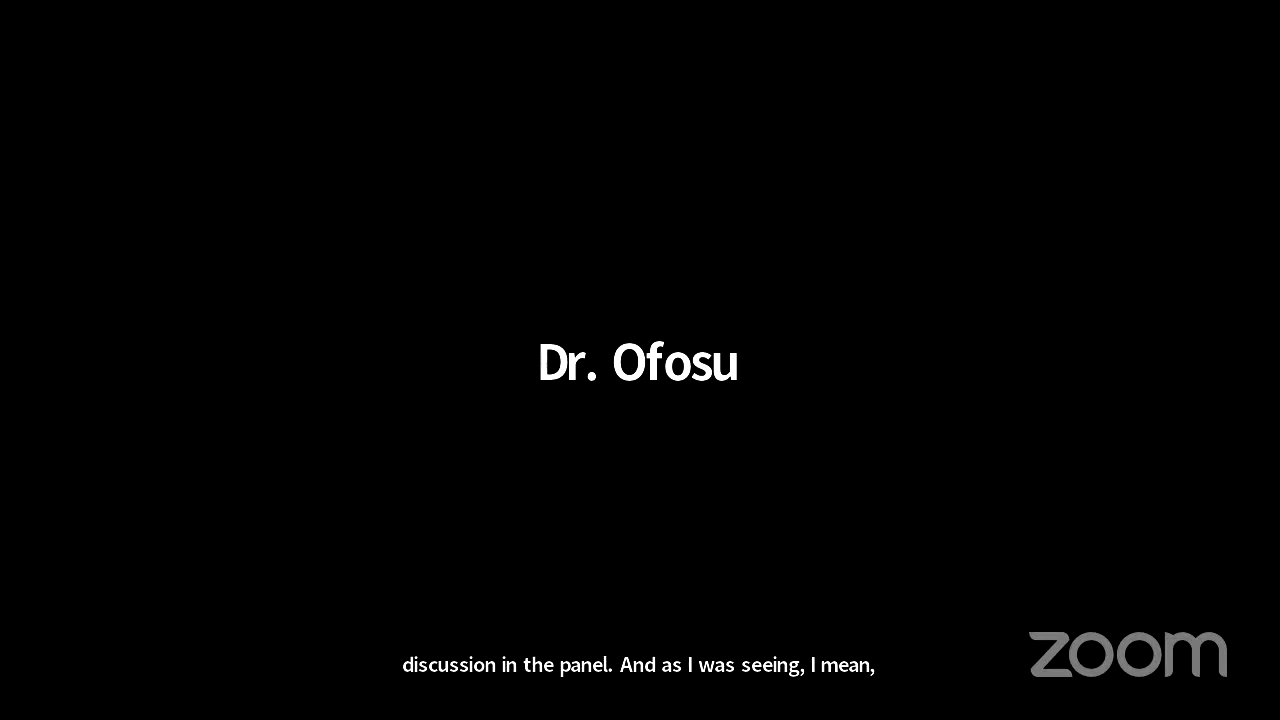 Dr. Ofosu
discussion in the panel. And as I was seeing, I mean,
zoom